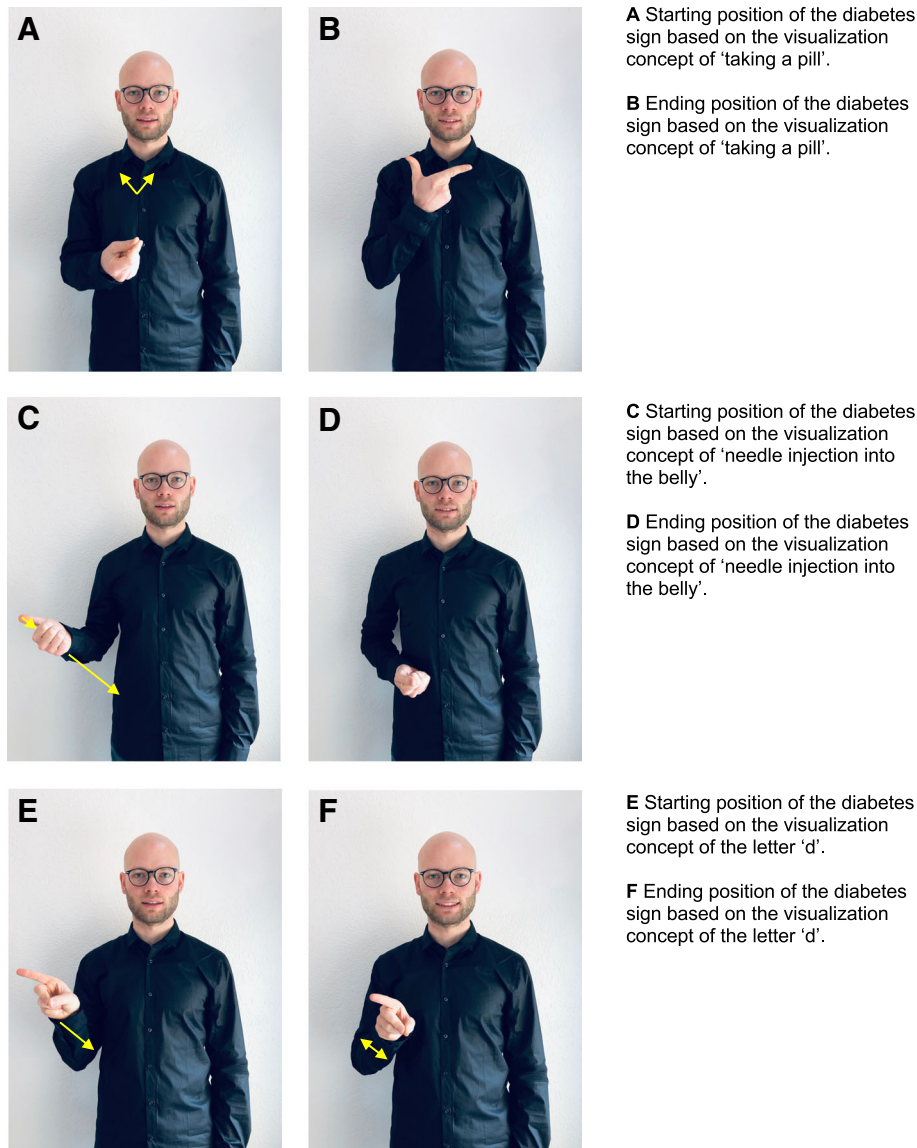 A
B
A Starting position of the diabetes
sign based on the visualization
concept of ‘taking a pill’.
B Ending position of the diabetes
sign based on the visualization
concept of ‘taking a pill’.
C
D
C Starting position of the diabetes
sign based on the visualization
concept of ‘needle injection into
the belly’.
D Ending position of the diabetes
sign based on the visualization
concept of ‘needle injection into
the belly’.
E
F
E Starting position of the diabetes
sign based on the visualization
concept of the letter ‘d’.
F Ending position of the diabetes
sign based on the visualization
concept of the letter ‘d’.